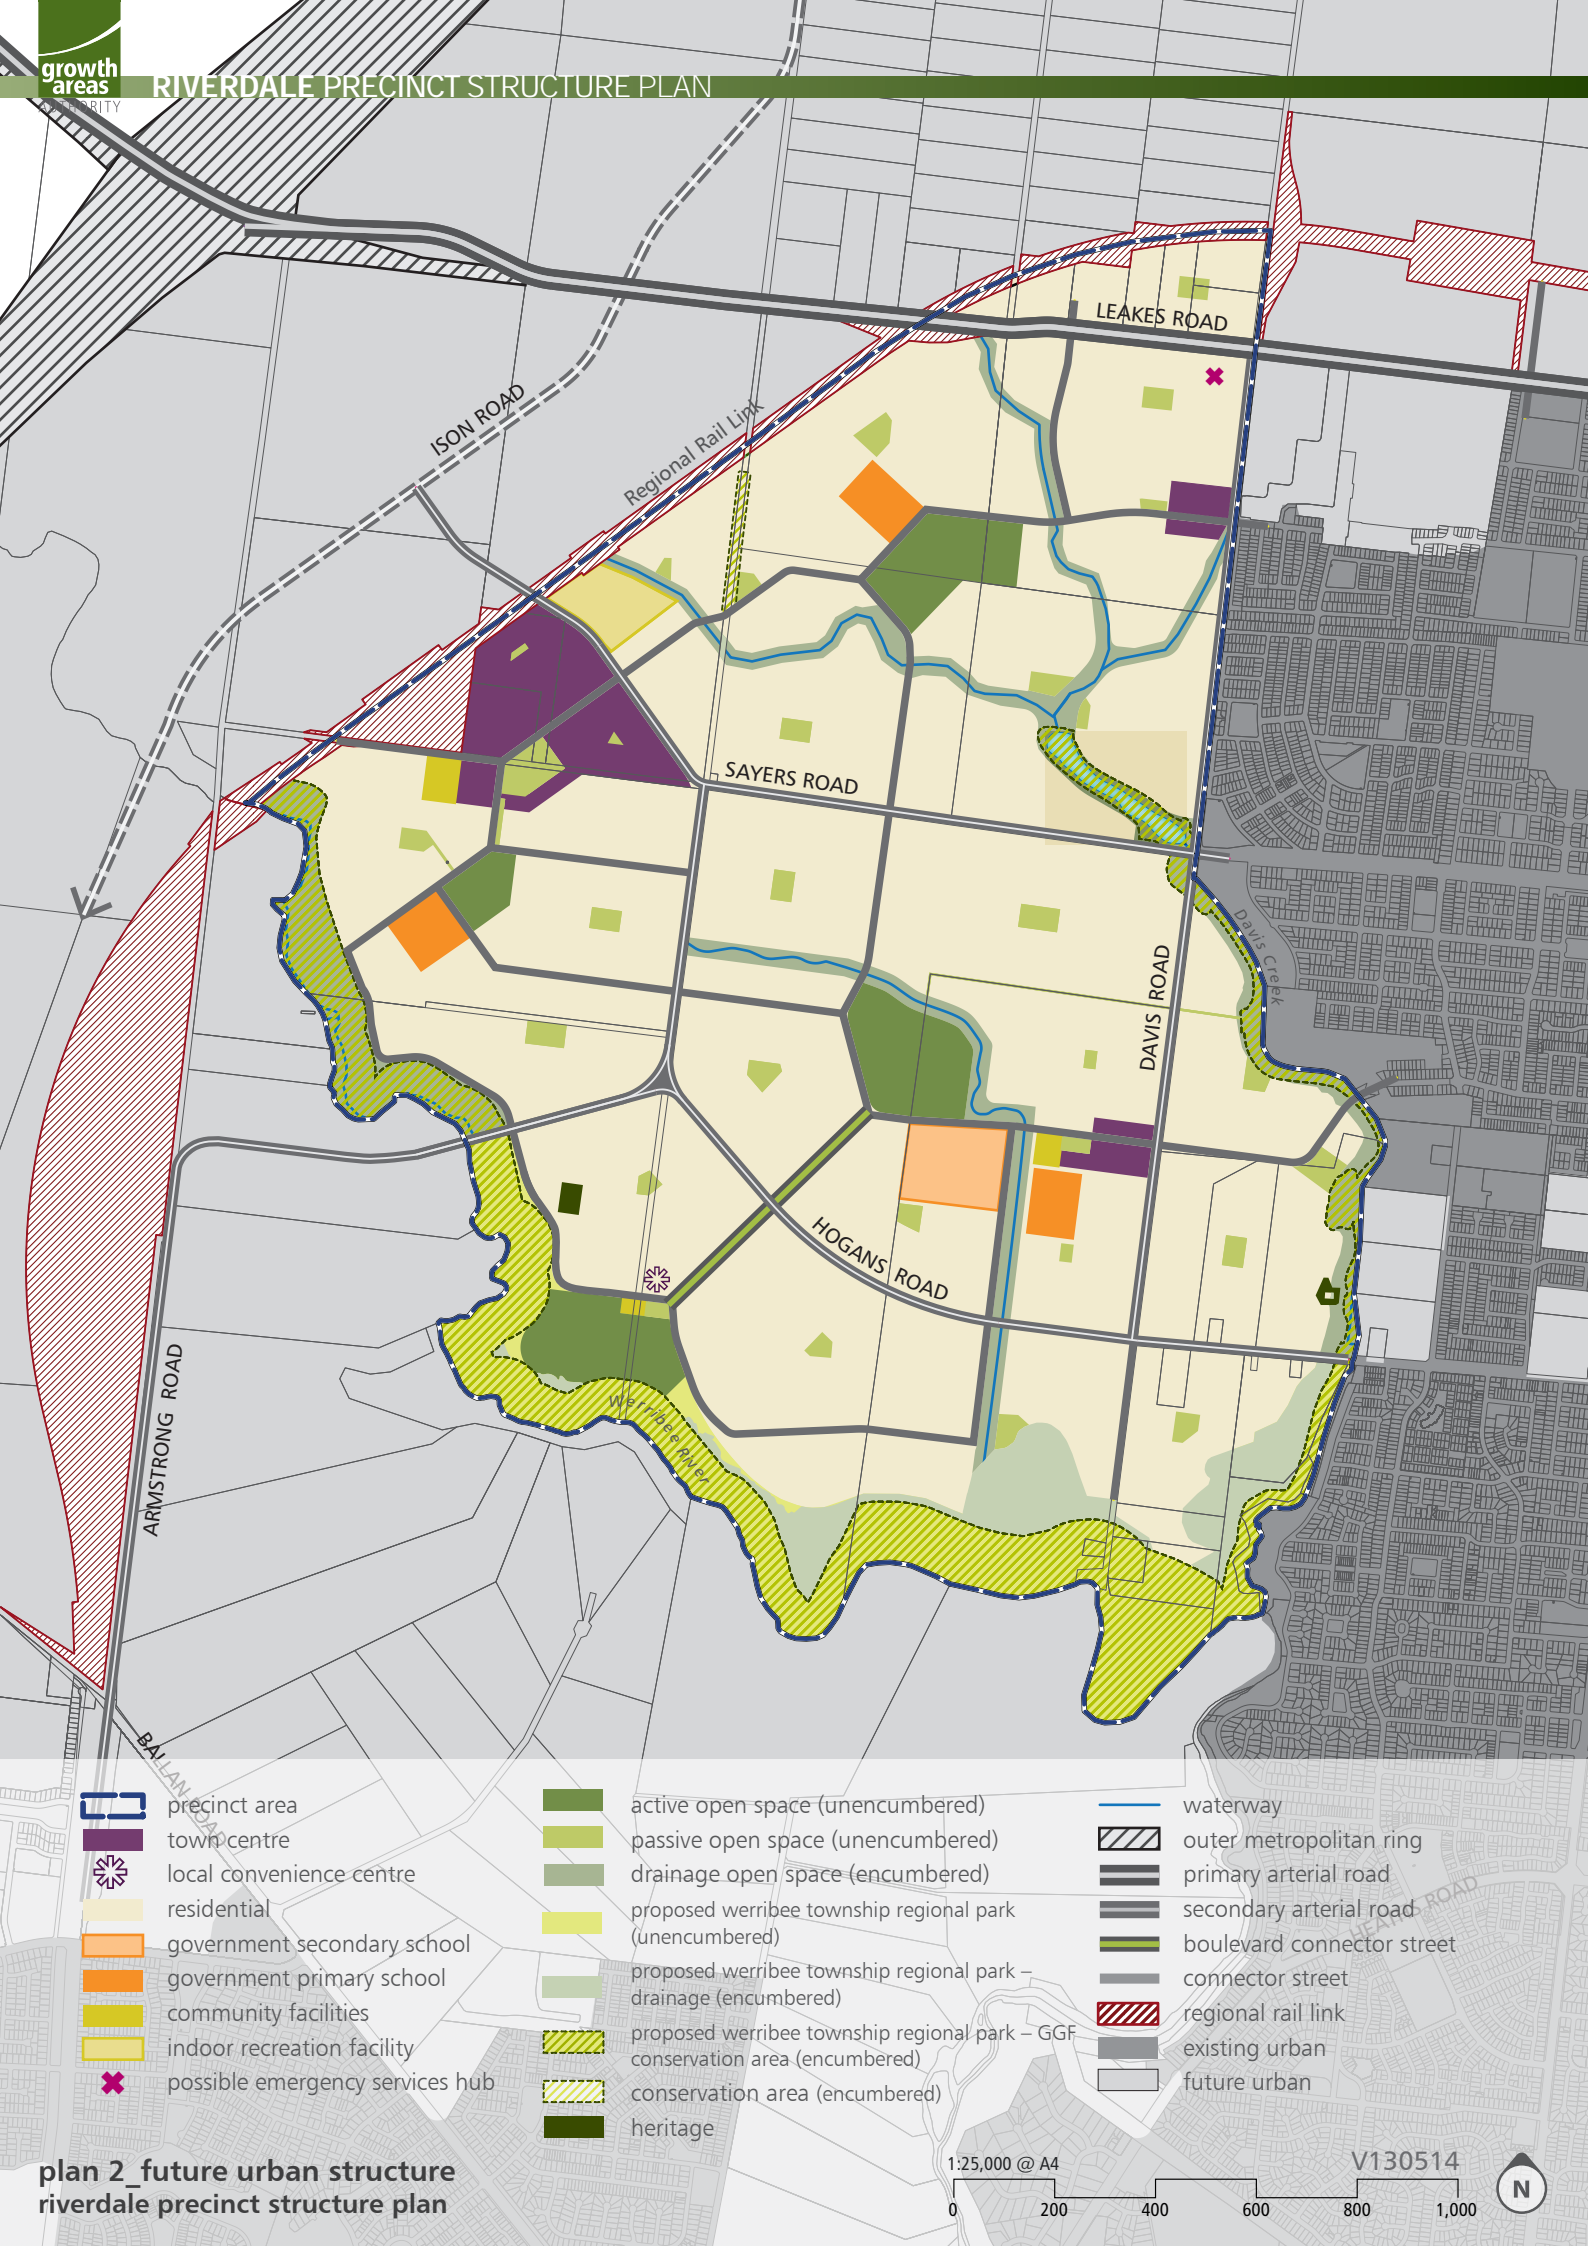 growth
areas
AUTHORITY
RIVERDALE PRECINCT STRUCTURE PLAN
LEAKES ROAD
ISON ROAD
Regional Rail Link
SAYERS ROAD
Davis Creek
DAVIS ROAD
HOGANS ROAD
ARMSTRONG ROAD
Werribee River
BALLAN ROAD
HEATHS ROAD
precinct area
town centre
local convenience centre
residential
government secondary school
government primary school
community facilities
indoor recreation facility
possible emergency services hub
active open space (unencumbered)
passive open space (unencumbered)
drainage open space (encumbered)
proposed werribee township regional park
(unencumbered)
proposed werribee township regional park –
drainage (encumbered)
proposed werribee township regional park – GGF
conservation area (encumbered)
conservation area (encumbered)
heritage
waterway
outer metropolitan ring
primary arterial road
secondary arterial road
boulevard connector street
connector street
regional rail link
existing urban
future urban
plan 2_future urban structure
riverdale precinct structure plan
1:25,000 @ A4
V130514
0 200 400 600 800 1,000
N